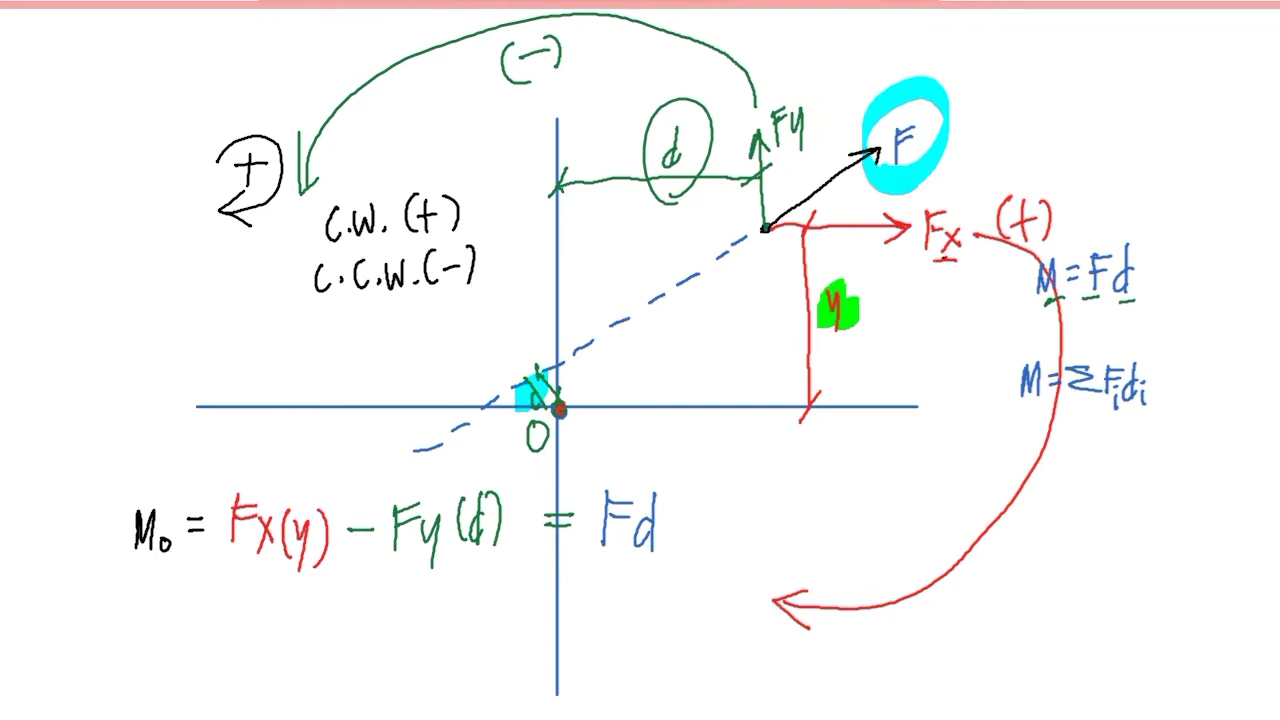 (-)
Fy
d
F
+
C.W. (+)
C.C.W. (-)
Fx (+)
M = Fd
y
M = ΣFidi
d
O
Mo = Fx(y) - Fy(d) = Fd